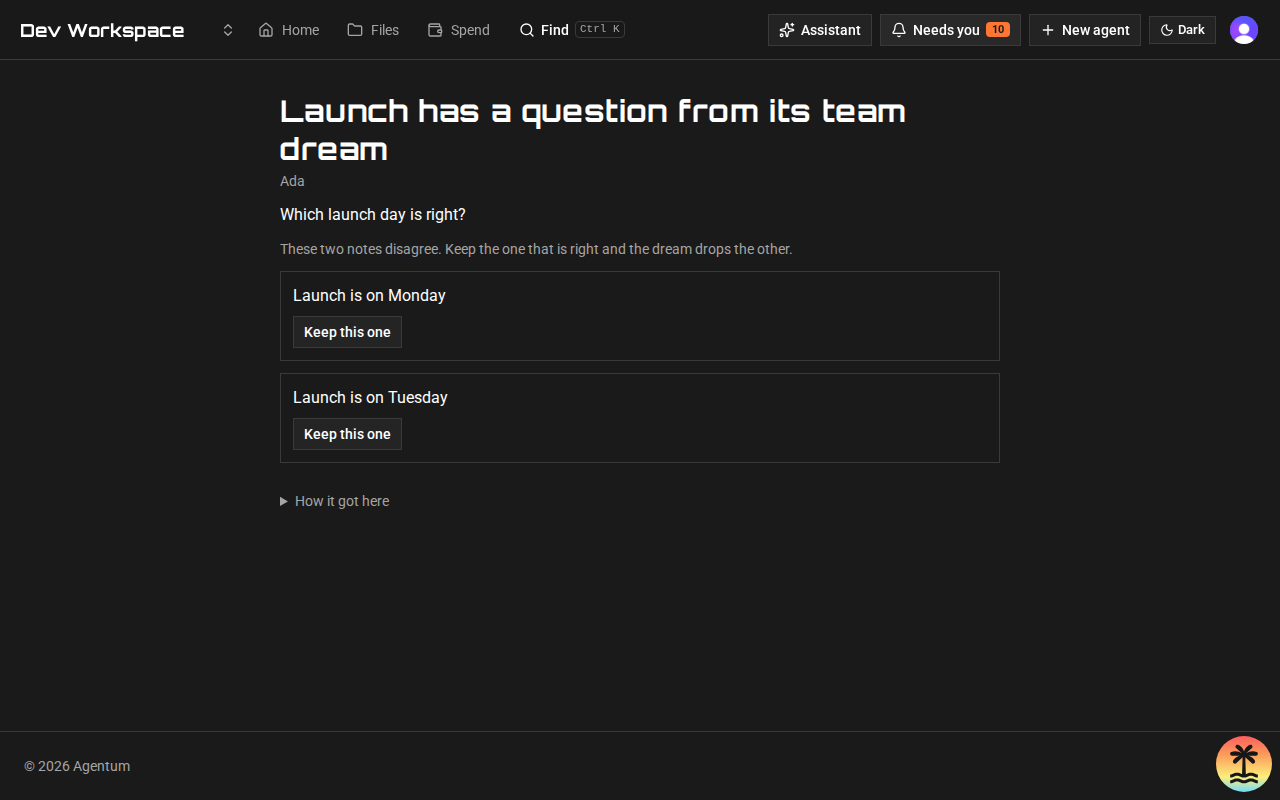 Dev Workspace
Home
Files
Spend
Find Ctrl K
Assistant
Needs you 10
New agent
Dark
Launch has a question from its team
dream
Ada
Which launch day is right?
These two notes disagree. Keep the one that is right and the dream drops the other.
Launch is on Monday
Keep this one
Launch is on Tuesday
Keep this one
How it got here
© 2026 Agentum